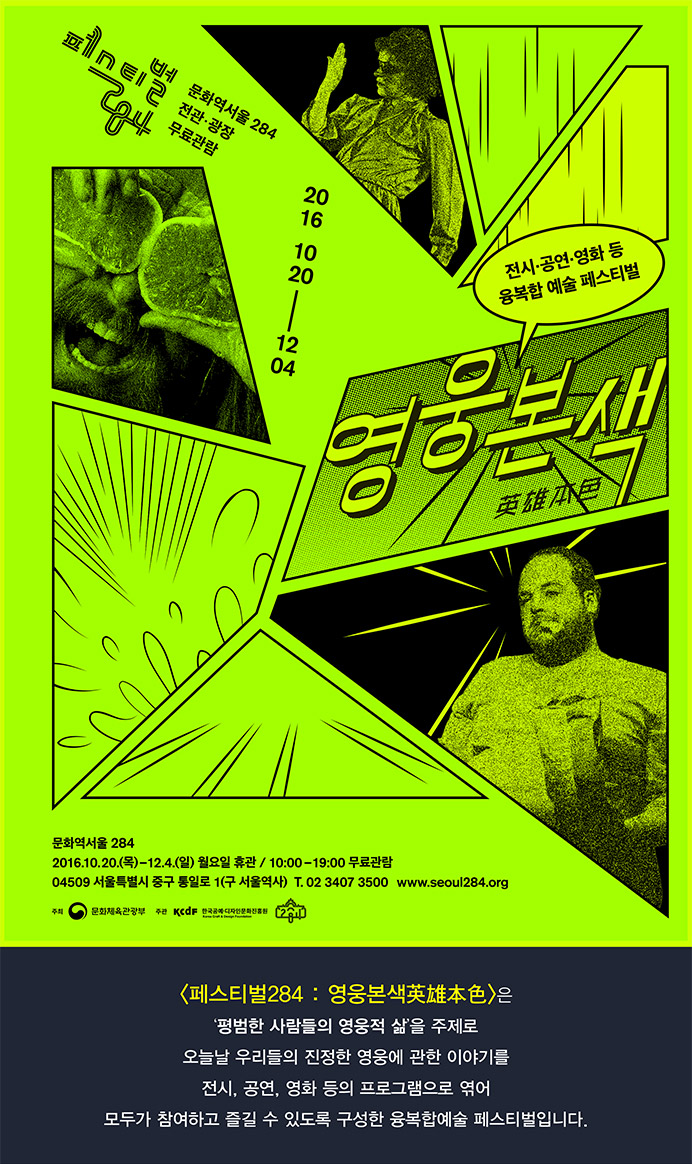 페스티벌
284
문화역서울 284
전관·광장
무료관람
20
16
10
20
—
12
04
전시·공연·영화 등
융복합 예술 페스티벌
영웅본색
英雄本色
문화역서울 284
2016.10.20.(목)–12.4.(일) 월요일 휴관 / 10:00–19:00 무료관람
04509 서울특별시 중구 통일로 1(구 서울역사) T. 02 3407 3500 www.seoul284.org
주최 문화체육관광부 주관 KCDF 한국공예·디자인문화진흥원
Korea Craft & Design Foundation
284
〈페스티벌284 : 영웅본색英雄本色〉은
‘평범한 사람들의 영웅적 삶’을 주제로
오늘날 우리들의 진정한 영웅에 관한 이야기를
전시, 공연, 영화 등의 프로그램으로 엮어
모두가 참여하고 즐길 수 있도록 구성한 융복합예술 페스티벌입니다.